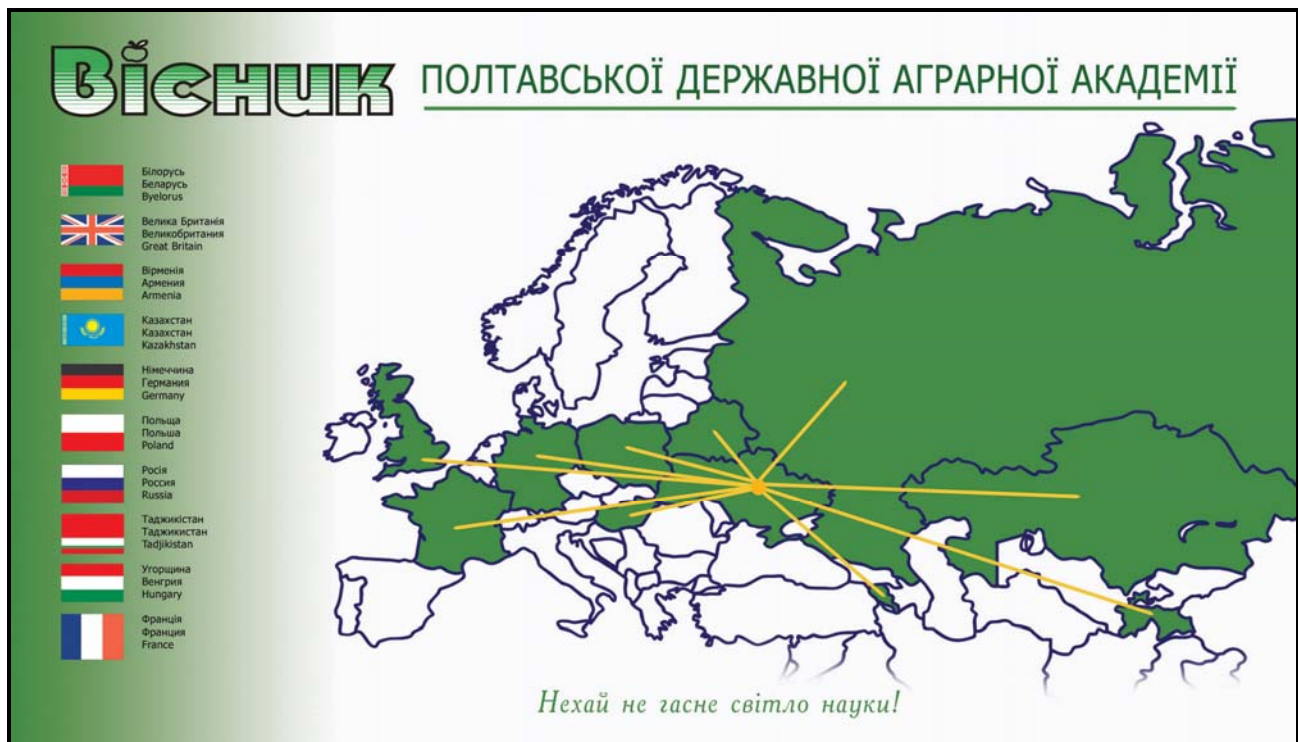 Вісник ПОЛТАВСЬКОЇ ДЕРЖАВНОЇ АГРАРНОЇ АКАДЕМІЇ
Білорусь
Беларусь
Byelorus
Велика Британія
Великобритания
Great Britain
Вірменія
Армения
Armenia
Казахстан
Казахстан
Kazakhstan
Німеччина
Германия
Germany
Польща
Польша
Poland
Росія
Россия
Russia
Таджикістан
Таджикистан
Tadjikistan
Угорщина
Венгрия
Hungary
Франція
Франция
France
Нехай не гасне світло науки!